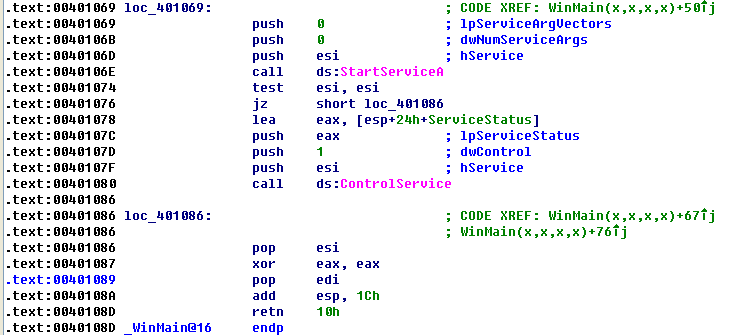 .text:00401069 loc_401069: ; CODE XREF: WinMain(x,x,x,x)+50↑j
.text:00401069 push 0 ; lpServiceArgVectors
.text:0040106B push 0 ; dwNumServiceArgs
.text:0040106D push esi ; hService
.text:0040106E call ds:StartServiceA
.text:00401074 test esi, esi
.text:00401076 jz short loc_401086
.text:00401078 lea eax, [esp+24h+ServiceStatus]
.text:0040107C push eax ; lpServiceStatus
.text:0040107D push 1 ; dwControl
.text:0040107F push esi ; hService
.text:00401080 call ds:ControlService
.text:00401086
.text:00401086 loc_401086: ; CODE XREF: WinMain(x,x,x,x)+67↑j
.text:00401086 ; WinMain(x,x,x,x)+76↑j
.text:00401086 pop esi
.text:00401087 xor eax, eax
.text:00401089 pop edi
.text:0040108A add esp, 1Ch
.text:0040108D retn 10h
.text:0040108D _WinMain@16 endp